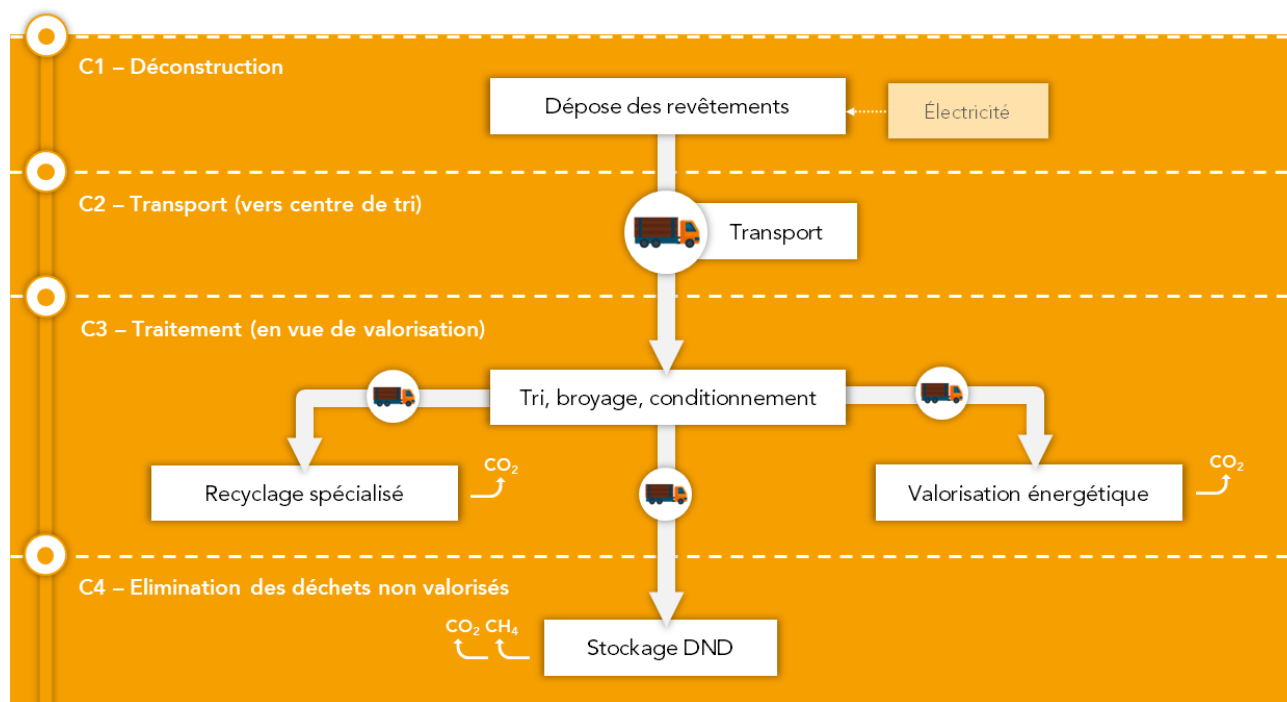 C1 – Déconstruction
Dépose des revêtements
Électricité
C2 – Transport (vers centre de tri)
Transport
C3 – Traitement (en vue de valorisation)
Tri, broyage, conditionnement
Recyclage spécialisé
CO₂
Valorisation énergétique
CO₂
C4 – Elimination des déchets non valorisés
CO₂ CH₄
Stockage DND